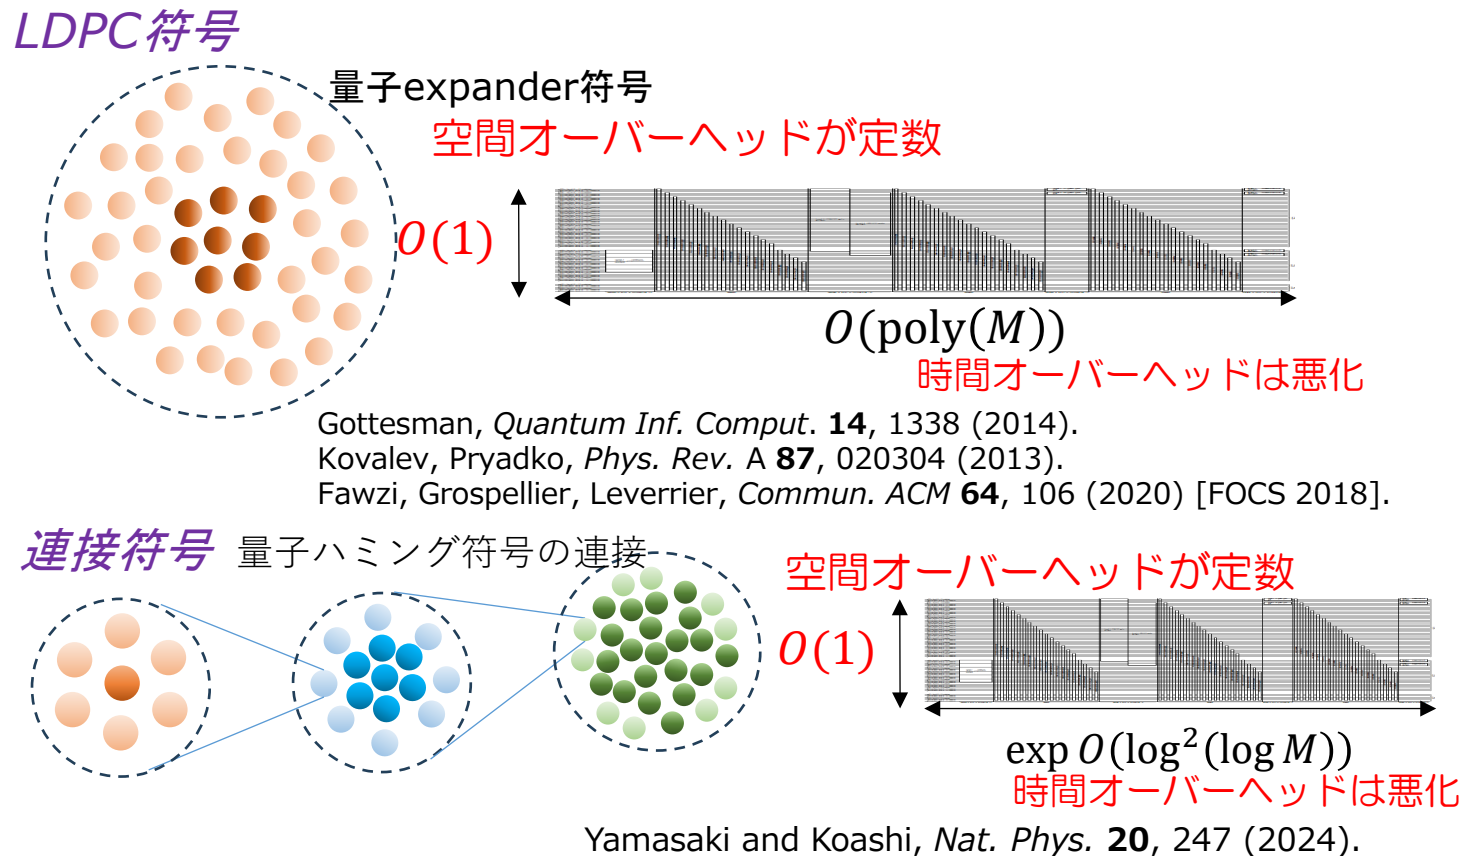 LDPC符号
量子expander符号
空間オーバーヘッドが定数
O(1)
O(poly(M))
時間オーバーヘッドは悪化
Gottesman, Quantum Inf. Comput. 14, 1338 (2014).
Kovalev, Pryadko, Phys. Rev. A 87, 020304 (2013).
Fawzi, Grospellier, Leverrier, Commun. ACM 64, 106 (2020) [FOCS 2018].
連接符号 量子ハミング符号の連接
空間オーバーヘッドが定数
O(1)
exp O(log²(log M))
時間オーバーヘッドは悪化
Yamasaki and Koashi, Nat. Phys. 20, 247 (2024).